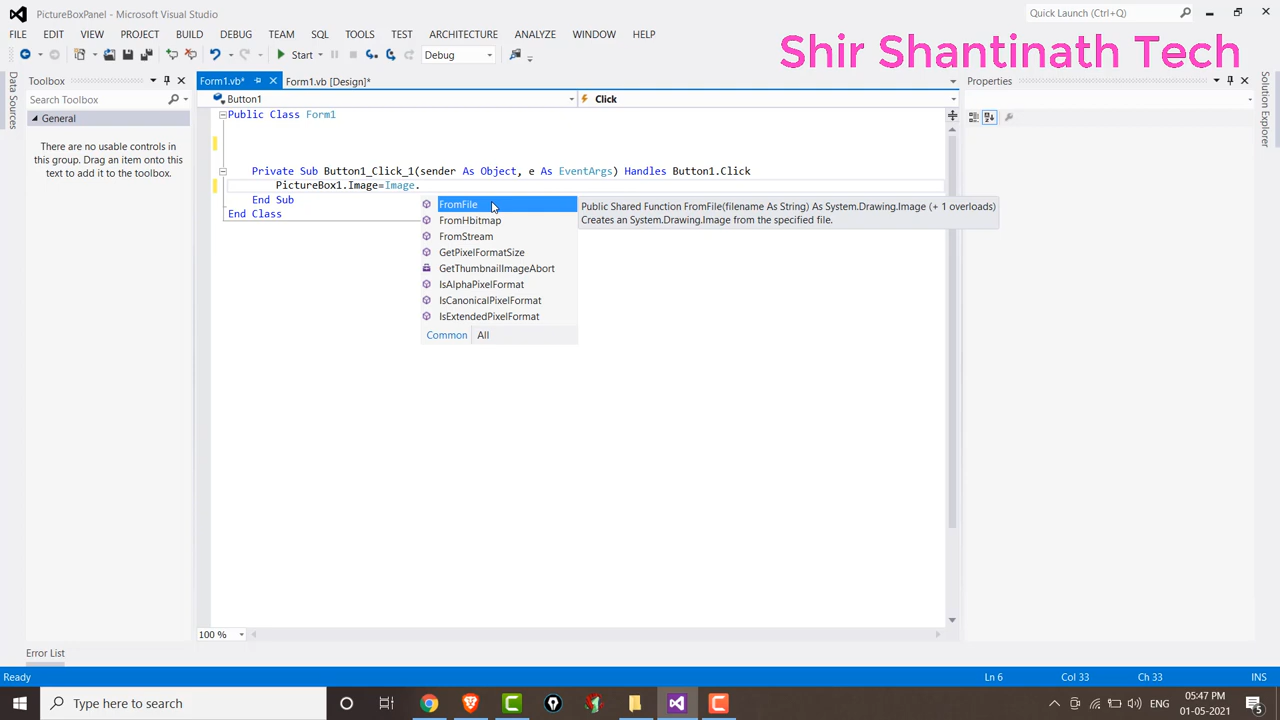 PictureBoxPanel - Microsoft Visual Studio
Quick Launch (Ctrl+Q)
FILE EDIT VIEW PROJECT BUILD DEBUG TEAM SQL TOOLS TEST ARCHITECTURE ANALYZE WINDOW HELP
Shir Shantinath Tech
Start Debug
Data Sources
Toolbox
Search Toolbox
General
There are no usable controls in
this group. Drag an item onto this
text to add it to the toolbox.
Form1.vb* Form1.vb [Design]*
Button1 Click
Public Class Form1
Private Sub Button1_Click_1(sender As Object, e As EventArgs) Handles Button1.Click
PictureBox1.Image=Image.
End Sub
End Class
FromFile
FromHbitmap
FromStream
GetPixelFormatSize
GetThumbnailImageAbort
IsAlphaPixelFormat
IsCanonicalPixelFormat
IsExtendedPixelFormat
Common All
Public Shared Function FromFile(filename As String) As System.Drawing.Image (+ 1 overloads)
Creates an System.Drawing.Image from the specified file.
Properties
Solution Explorer
100 %
Error List
Ready Ln 6 Col 33 Ch 33 INS
Type here to search
ENG
05:47 PM
01-05-2021
5